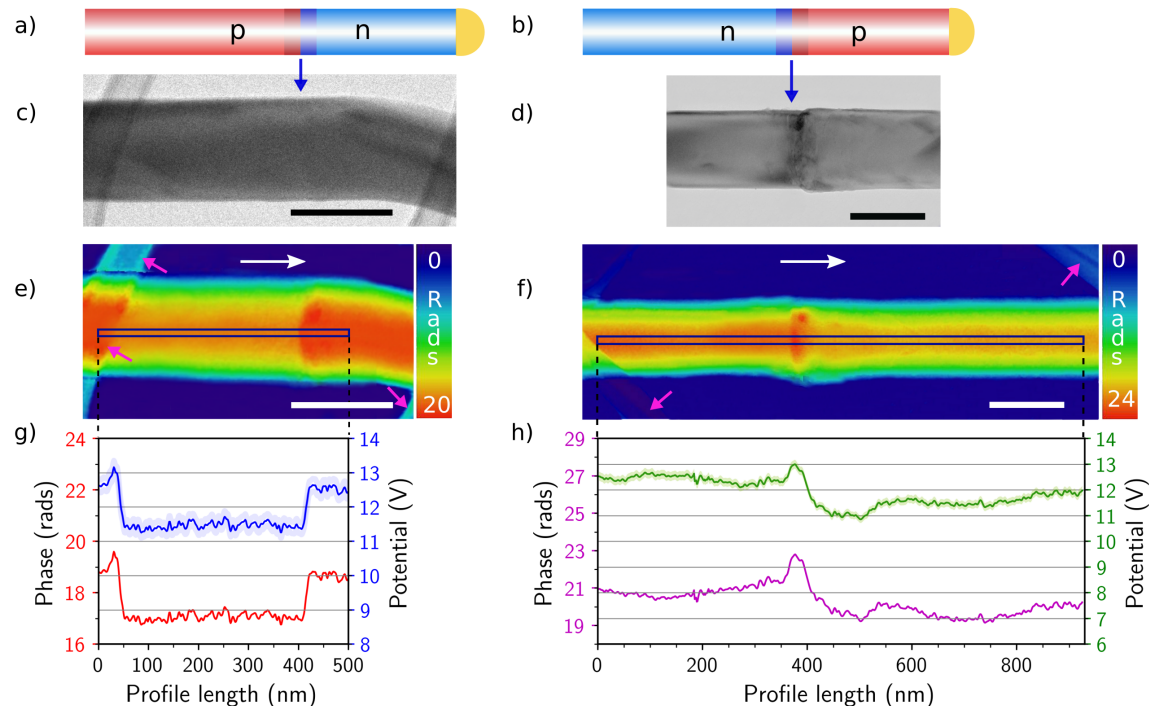 a)
p
n
b)
n
p
c)
d)
e)
0
Rads
20
f)
0
Rads
24
g)
24
22
20
18
16
Phase (rads)
14
13
12
11
10
9
8
Potential (V)
0
100
200
300
400
500
Profile length (nm)
h)
29
27
25
23
21
19
Phase (rads)
14
13
12
11
10
9
8
7
6
Potential (V)
0
200
400
600
800
Profile length (nm)